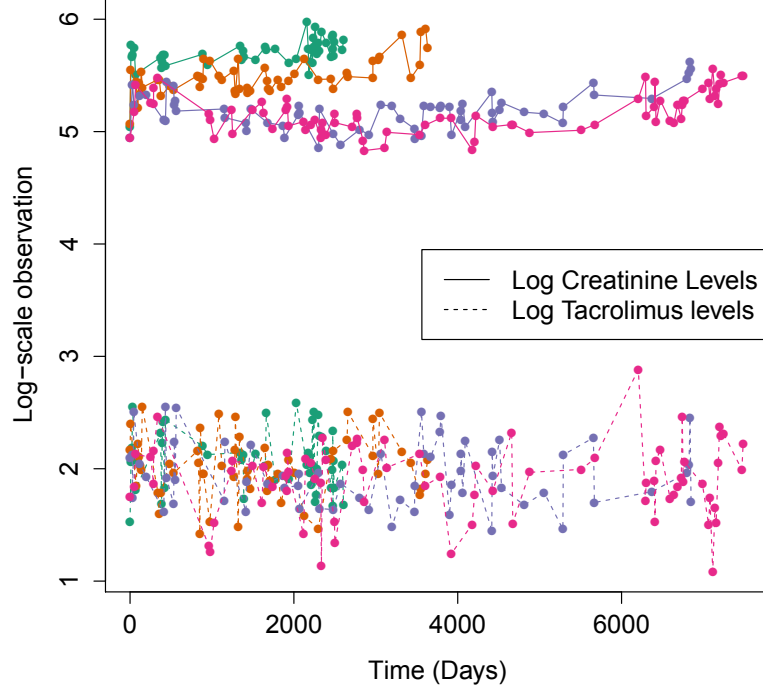 6
5
4
3
2
1
Log−scale observation
Log Creatinine Levels
Log Tacrolimus levels
0 2000 4000 6000
Time (Days)